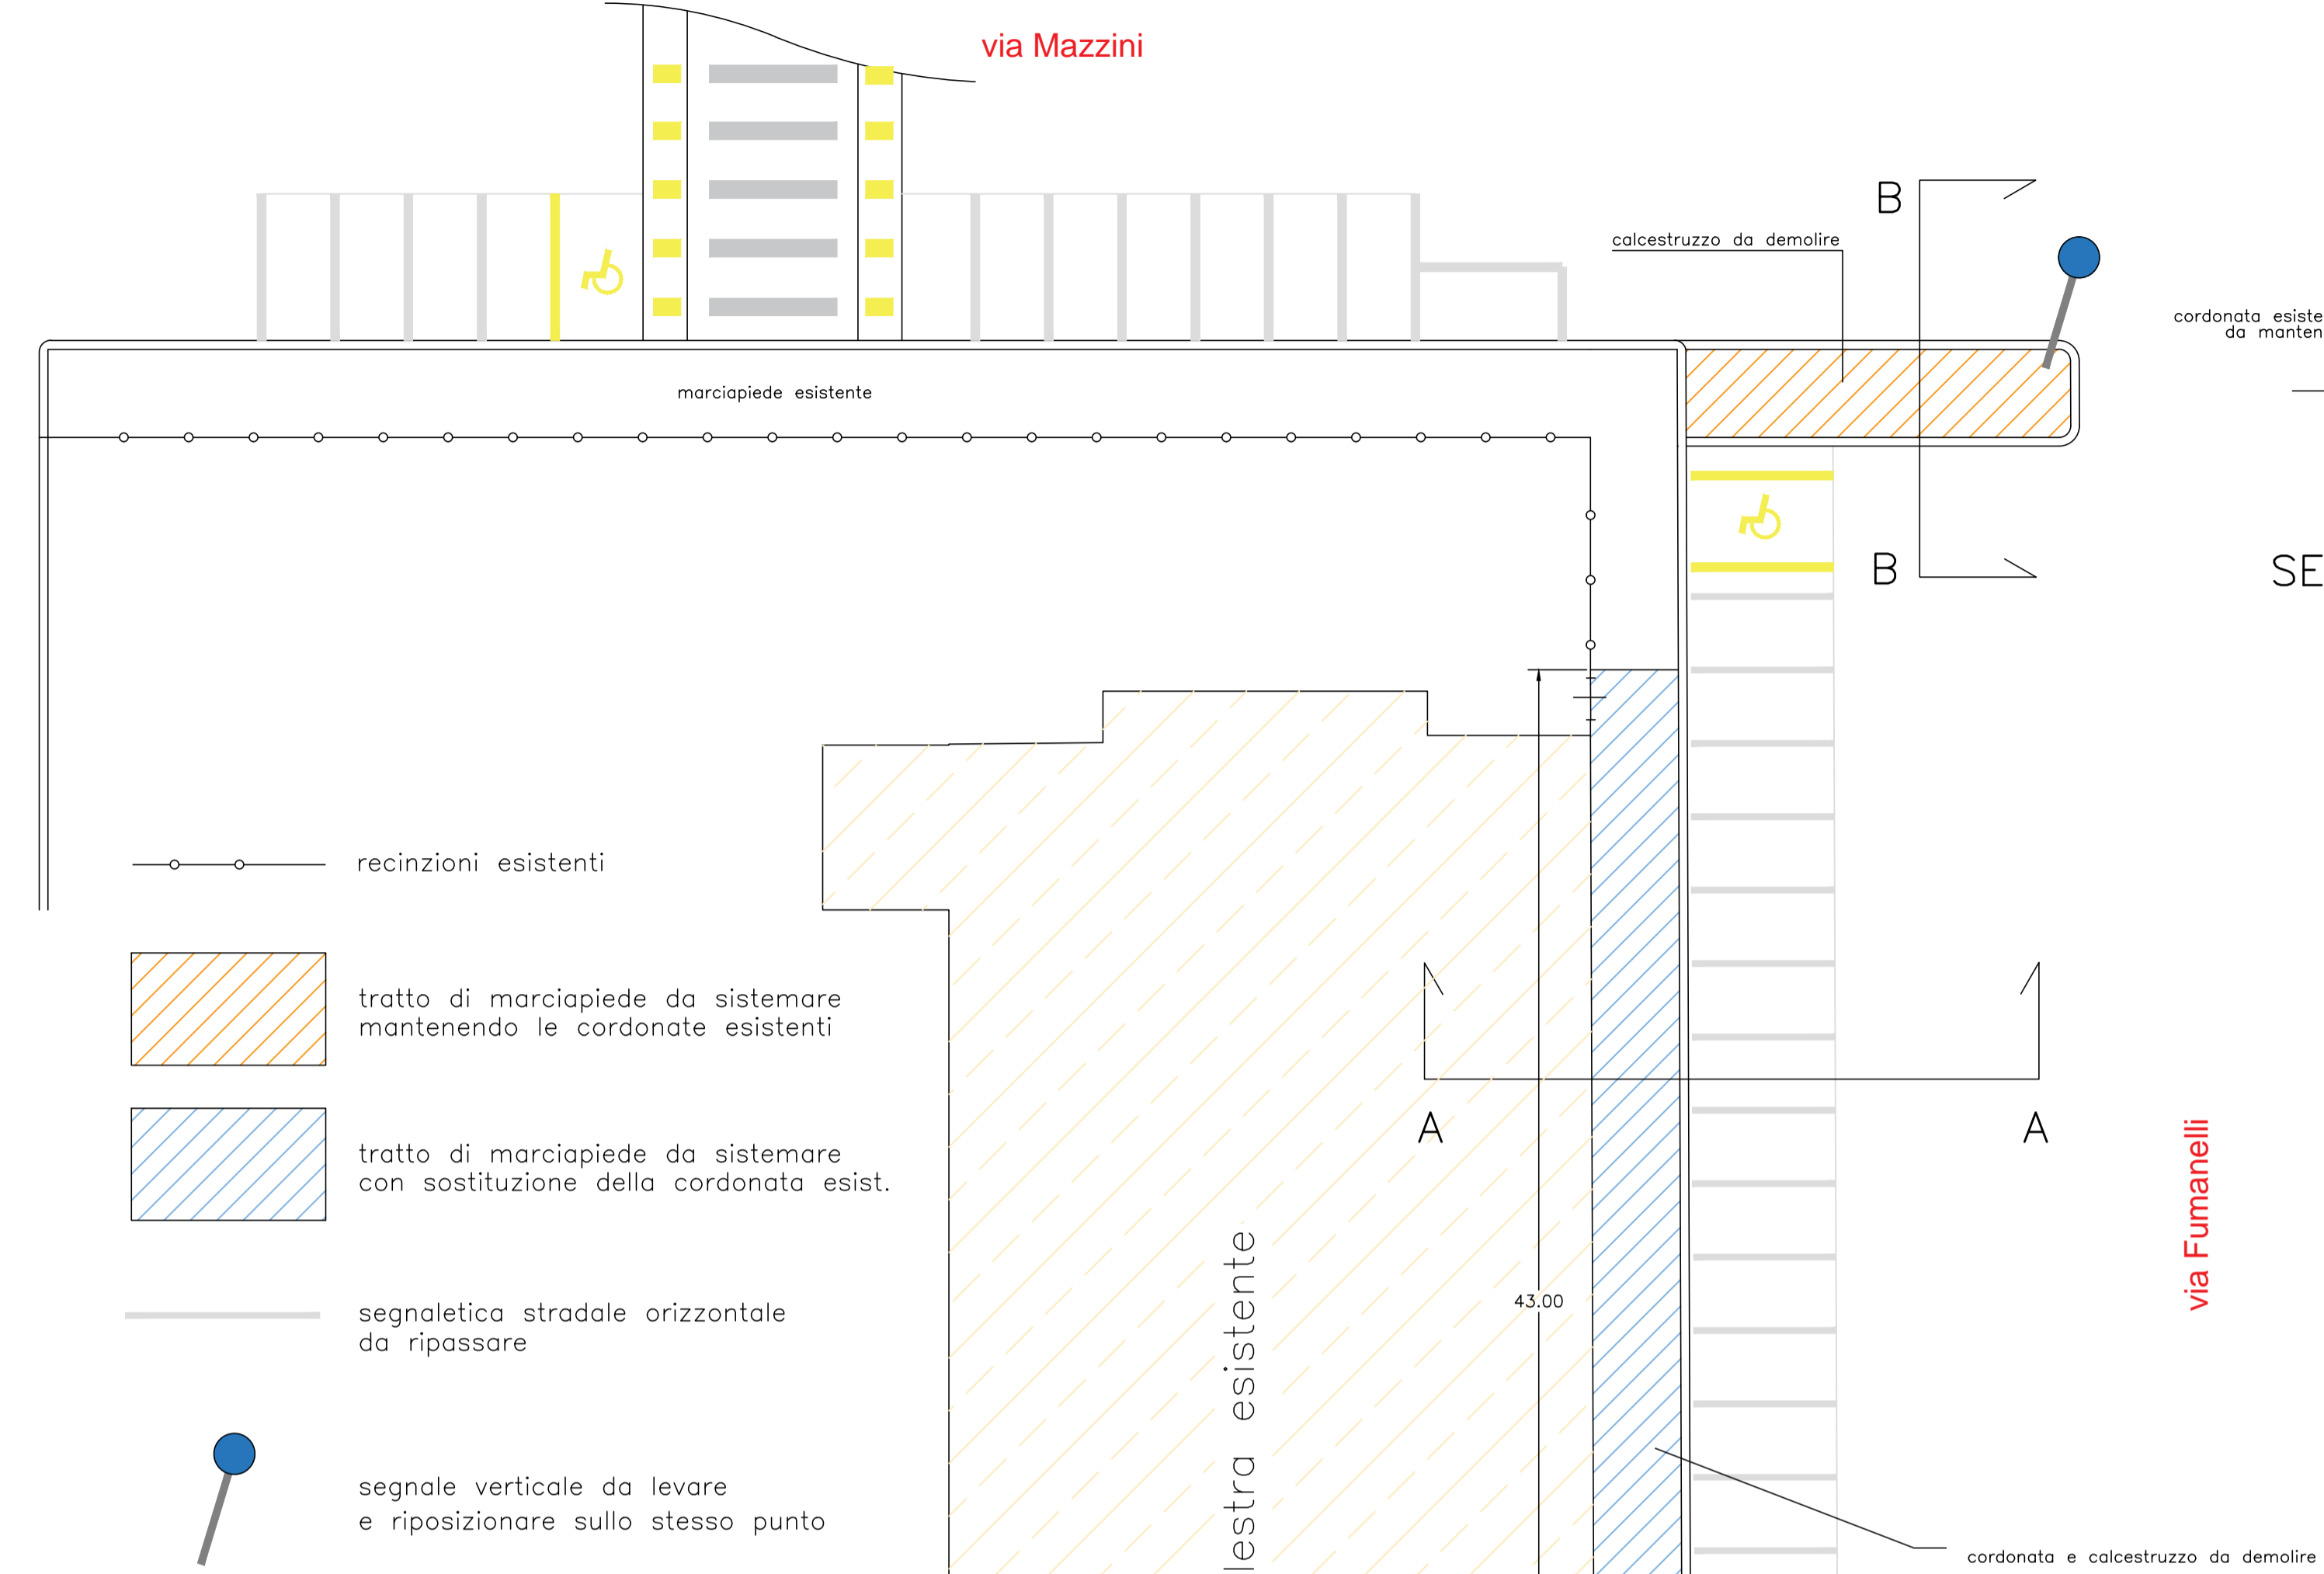 via Mazzini
B
calcestruzzo da demolire
cordonata esiste
da manten
marciapiede esistente
B
SE
recinzioni esistenti
tratto di marciapiede da sistemare
mantenendo le cordonate esistenti
A
A
tratto di marciapiede da sistemare
con sostituzione della cordonata esist.
via Fumanelli
lestra esistente
43.00
segnaletica stradale orizzontale
da ripassare
segnale verticale da levare
e riposizionare sullo stesso punto
cordonata e calcestruzzo da demolire